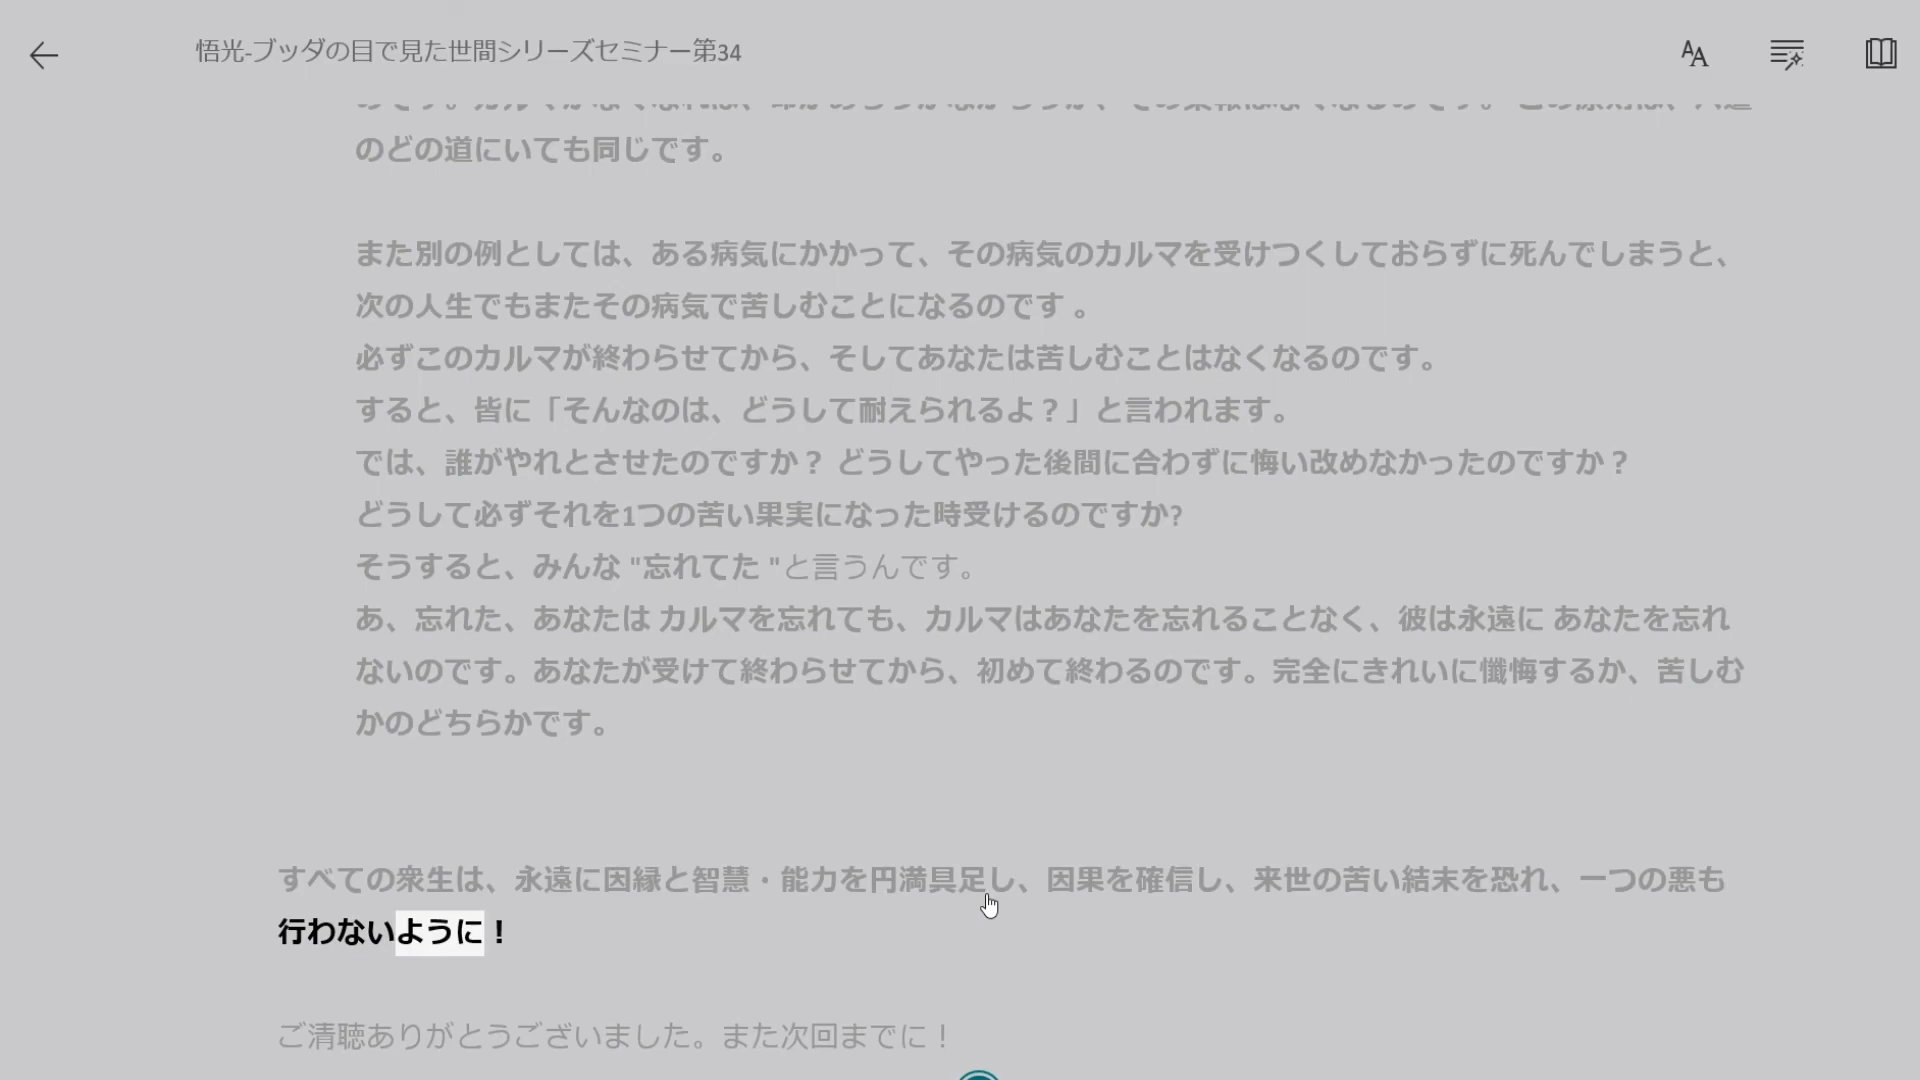 悟光-ブッダの目で見た世間シリーズセミナー第34
のどの道にいても同じです。
また別の例としては、ある病気にかかって、その病気のカルマを受けつくしておらずに死んでしまうと、
次の人生でもまたその病気で苦しむことになるのです 。
必ずこのカルマが終わらせてから、そしてあなたは苦しむことはなくなるのです。
すると、皆に「そんなのは、どうして耐えられるよ？」と言われます。
では、誰がやれとさせたのですか？ どうしてやった後間に合わずに悔い改めなかったのですか？
どうして必ずそれを1つの苦い果実になった時受けるのですか?
そうすると、みんな "忘れてた "と言うんです。
あ、忘れた、あなたは カルマを忘れても、カルマはあなたを忘れることなく、彼は永遠に あなたを忘れ
ないのです。あなたが受けて終わらせてから、初めて終わるのです。完全にきれいに懺悔するか、苦しむ
かのどちらかです。
すべての衆生は、永遠に因縁と智慧・能力を円満具足し、因果を確信し、来世の苦い結末を恐れ、一つの悪も
行わないように！
ご清聴ありがとうございました。また次回までに！